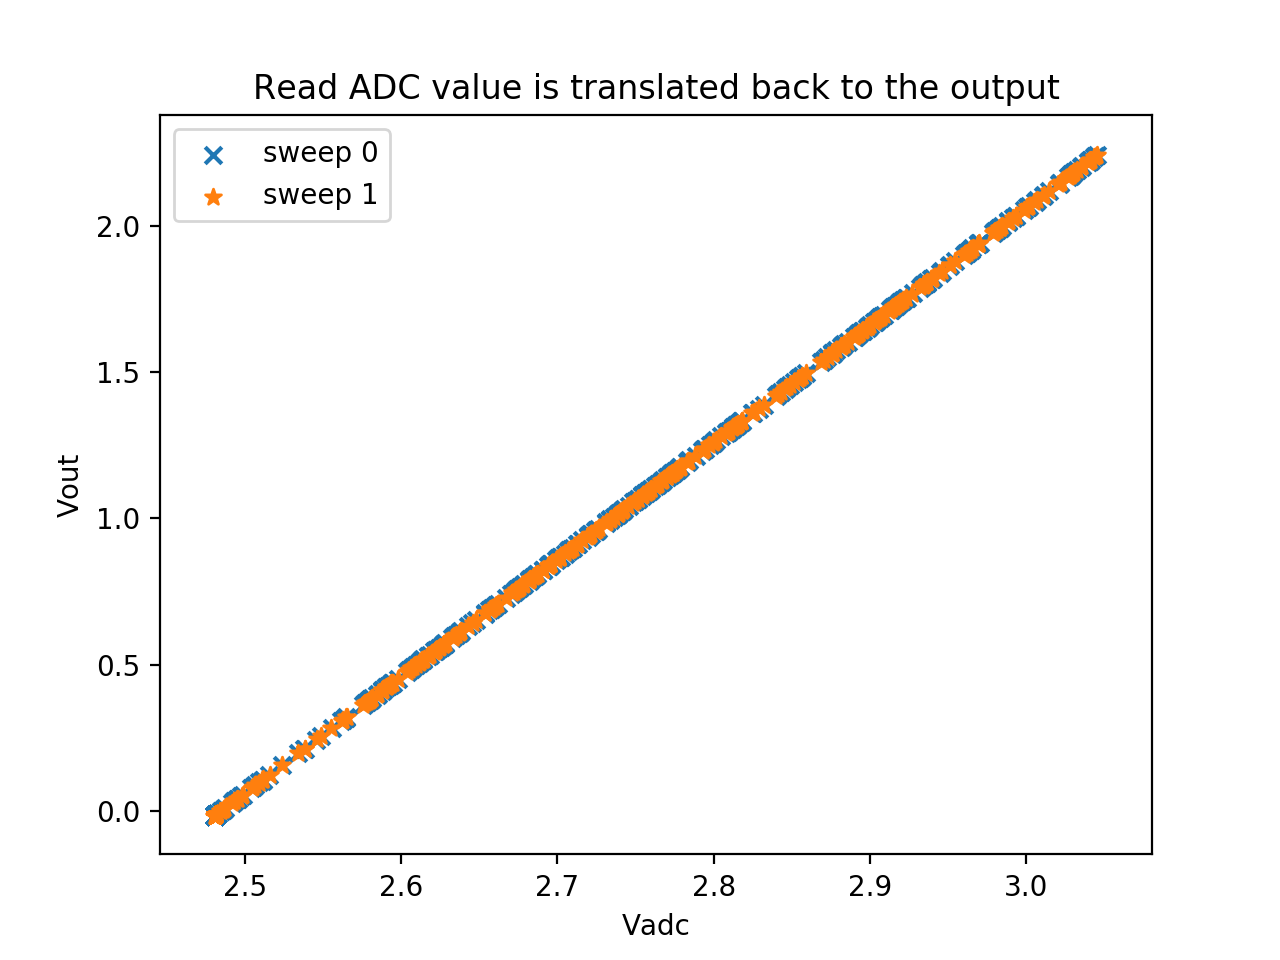 Read ADC value is translated back to the output
sweep 0
sweep 1
2.0
1.5
1.0
0.5
0.0
Vout
2.5 2.6 2.7 2.8 2.9 3.0
Vadc